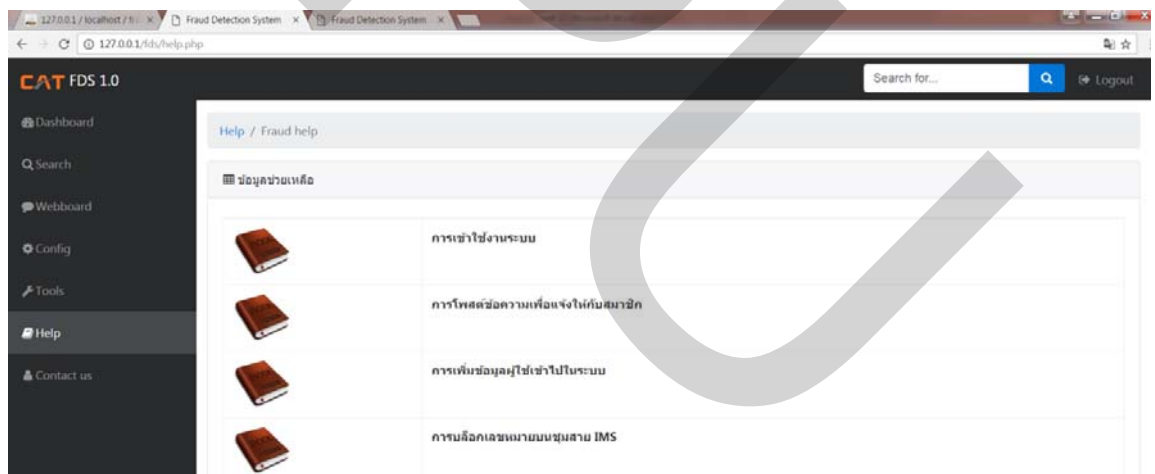 127.0.0.1 / localhost / fr
Fraud Detection System
Fraud Detection System
127.0.0.1/fds/help.php
CAT FDS 1.0
Search for...
Logout
Dashboard
Search
Webboard
Config
Tools
Help
Contact us
Help / Fraud help
ข้อมูลช่วยเหลือ
การเข้าใช้งานระบบ
การโพสต์ข้อความเพื่อแจ้งให้กับสมาชิก
การเพิ่มข้อมูลผู้ใช้เข้าไปในระบบ
การบล็อกเลขหมายบนชุมสาย IMS